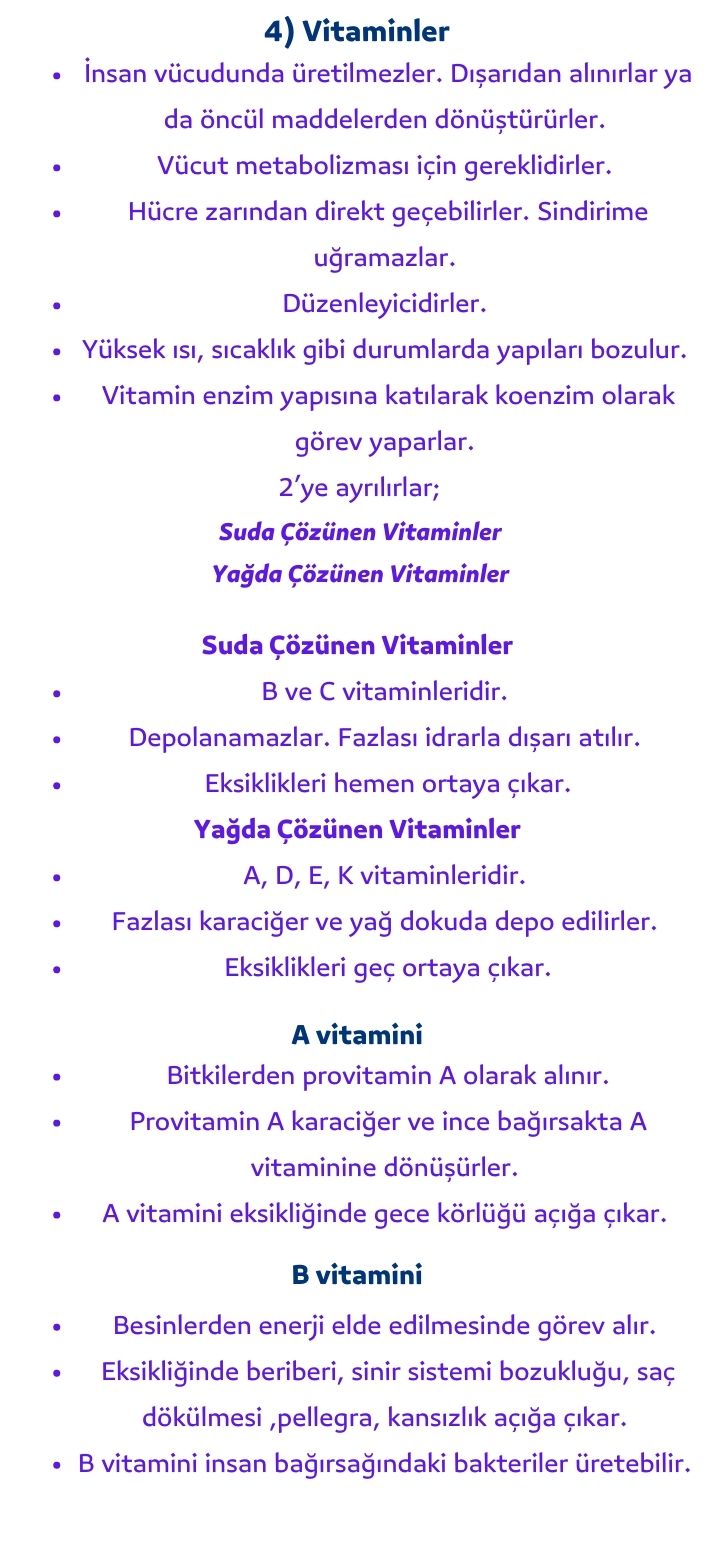 4) Vitaminler
• İnsan vücudunda üretilmezler. Dışarıdan alınırlar ya
da öncül maddelerden dönüştürürler.
• Vücut metabolizması için gereklidirler.
• Hücre zarından direkt geçebilirler. Sindirime
uğramazlar.
• Düzenleyicidirler.
• Yüksek ısı, sıcaklık gibi durumlarda yapıları bozulur.
• Vitamin enzim yapısına katılarak koenzim olarak
görev yaparlar.
2’ye ayrılırlar;
Suda Çözünen Vitaminler
Yağda Çözünen Vitaminler
Suda Çözünen Vitaminler
• B ve C vitaminleridir.
• Depolanamazlar. Fazlası idrarla dışarı atılır.
• Eksiklikleri hemen ortaya çıkar.
Yağda Çözünen Vitaminler
• A, D, E, K vitaminleridir.
• Fazlası karaciğer ve yağ dokuda depo edilirler.
• Eksiklikleri geç ortaya çıkar.
A vitamini
• Bitkilerden provitamin A olarak alınır.
• Provitamin A karaciğer ve ince bağırsakta A
vitaminine dönüşürler.
• A vitamini eksikliğinde gece körlüğü açığa çıkar.
B vitamini
• Besinlerden enerji elde edilmesinde görev alır.
• Eksikliğinde beriberi, sinir sistemi bozukluğu, saç
dökülmesi ,pellegra, kansızlık açığa çıkar.
• B vitamini insan bağırsağındaki bakteriler üretebilir.